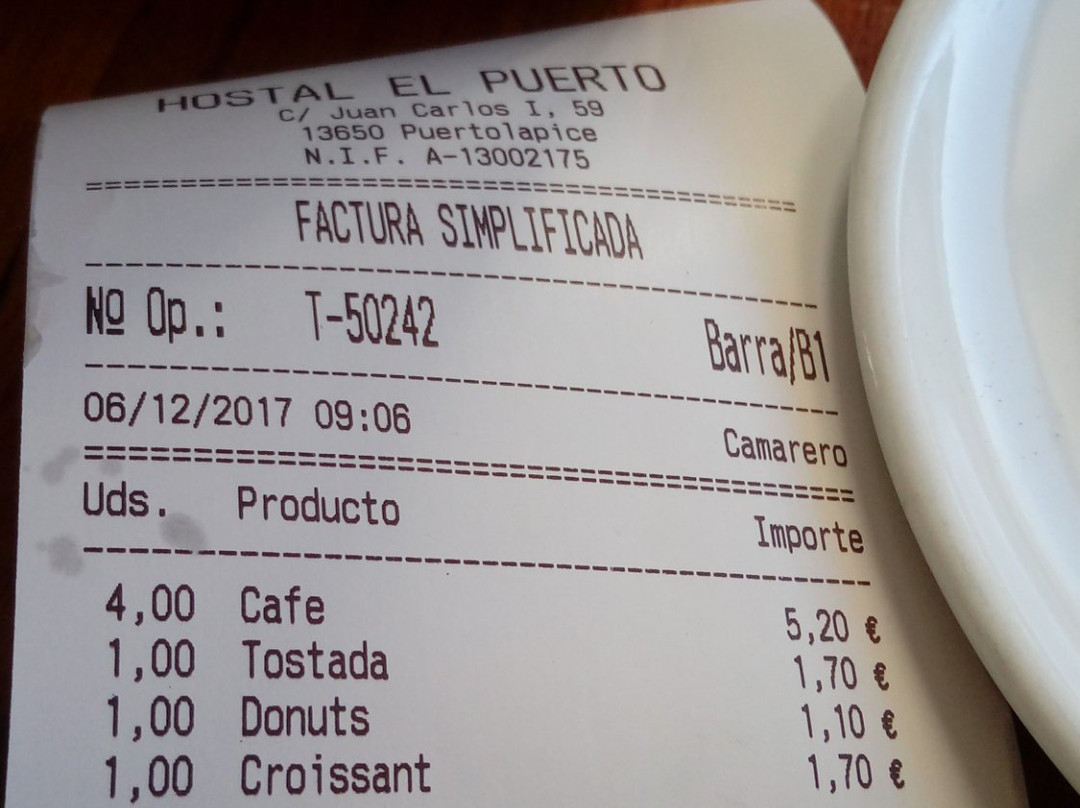 HOSTAL EL PUERTO
C/ Juan Carlos I, 59
13650 Puertolapice
N.I.F. A-13002175
=============================================
FACTURA SIMPLIFICADA
---------------------------------------------
Nº Op.: T-50242 Barra/B1
---------------------------------------------
06/12/2017 09:06 Camarero
=============================================
Uds. Producto Importe
---------------------------------------------
4,00 Cafe 5,20 €
1,00 Tostada 1,70 €
1,00 Donuts 1,10 €
1,00 Croissant 1,70 €